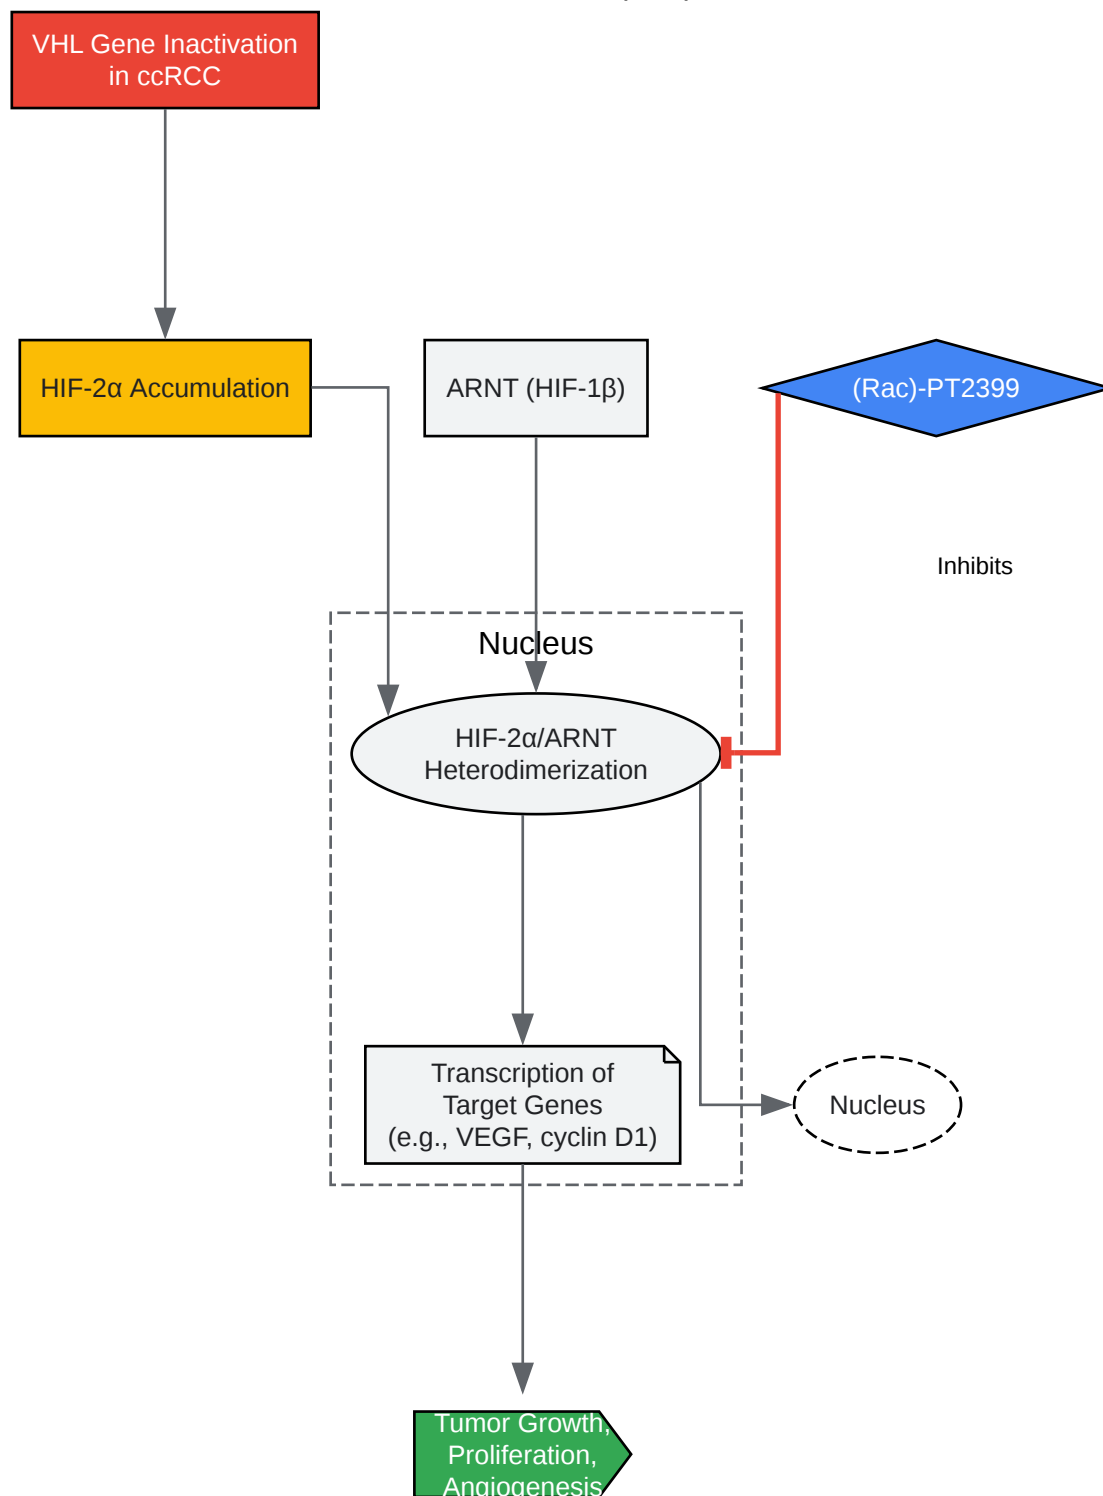 VHL Gene Inactivation
in ccRCC
HIF-2α Accumulation
ARNT (HIF-1β)
(Rac)-PT2399
Inhibits
Nucleus
HIF-2α/ARNT
Heterodimerization
Transcription of
Target Genes
(e.g., VEGF, cyclin D1)
Nucleus
Tumor Growth,
Proliferation,
Angiogenesis